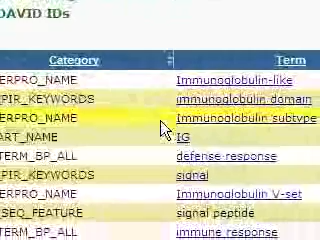 DAVID IDs
Category Term
ERPRO_NAME Immunoglobulin-like
PIR_KEYWORDS immunoglobulin domain
ERPRO_NAME Immunoglobulin subtype
ART_NAME IG
TERM_BP_ALL defense response
PIR_KEYWORDS signal
ERPRO_NAME Immunoglobulin V-set
SEQ_FEATURE signal peptide
TERM_BP_ALL immune response